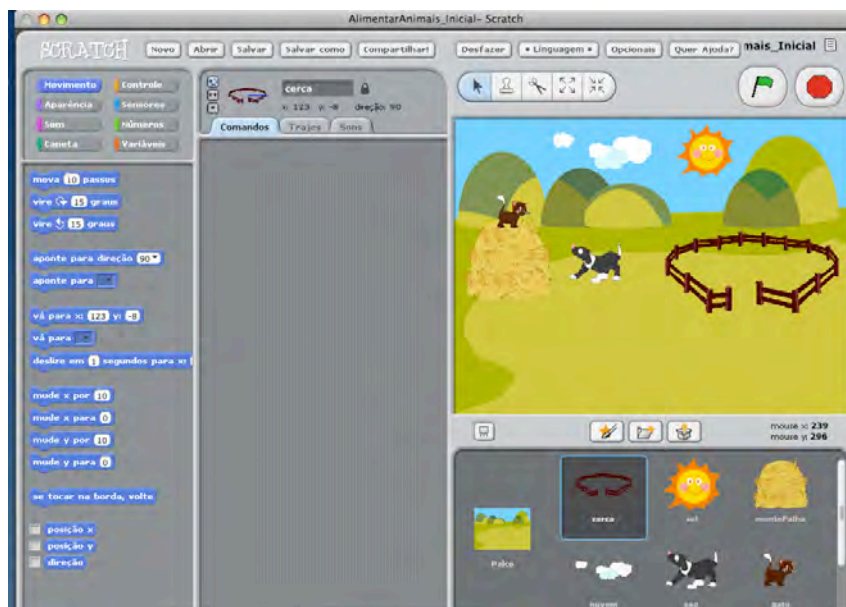 AlimentarAnimais_Inicial- Scratch
SCRATCH Novo Abrir Salvar Salvar como Compartilhar! Desfazer • Linguagem • Opcionais Quer Ajuda? mais_Inicial
Movimento Controle
Aparência Sensores
Som Números
Caneta Variáveis
cerca
x: 123 y: -8 direção: 90
Comandos Trajes Sons
mova 10 passos
vire 15 graus
vire 15 graus
aponte para direção 90
aponte para
vá para x: 123 y: -8
vá para
deslize em 1 segundos para x:
mude x por 10
mude x para 0
mude y por 10
mude y para 0
se tocar na borda, volte
posição x
posição y
direção
mouse x: 239
mouse y: 296
cerca sol montePalha
Palco